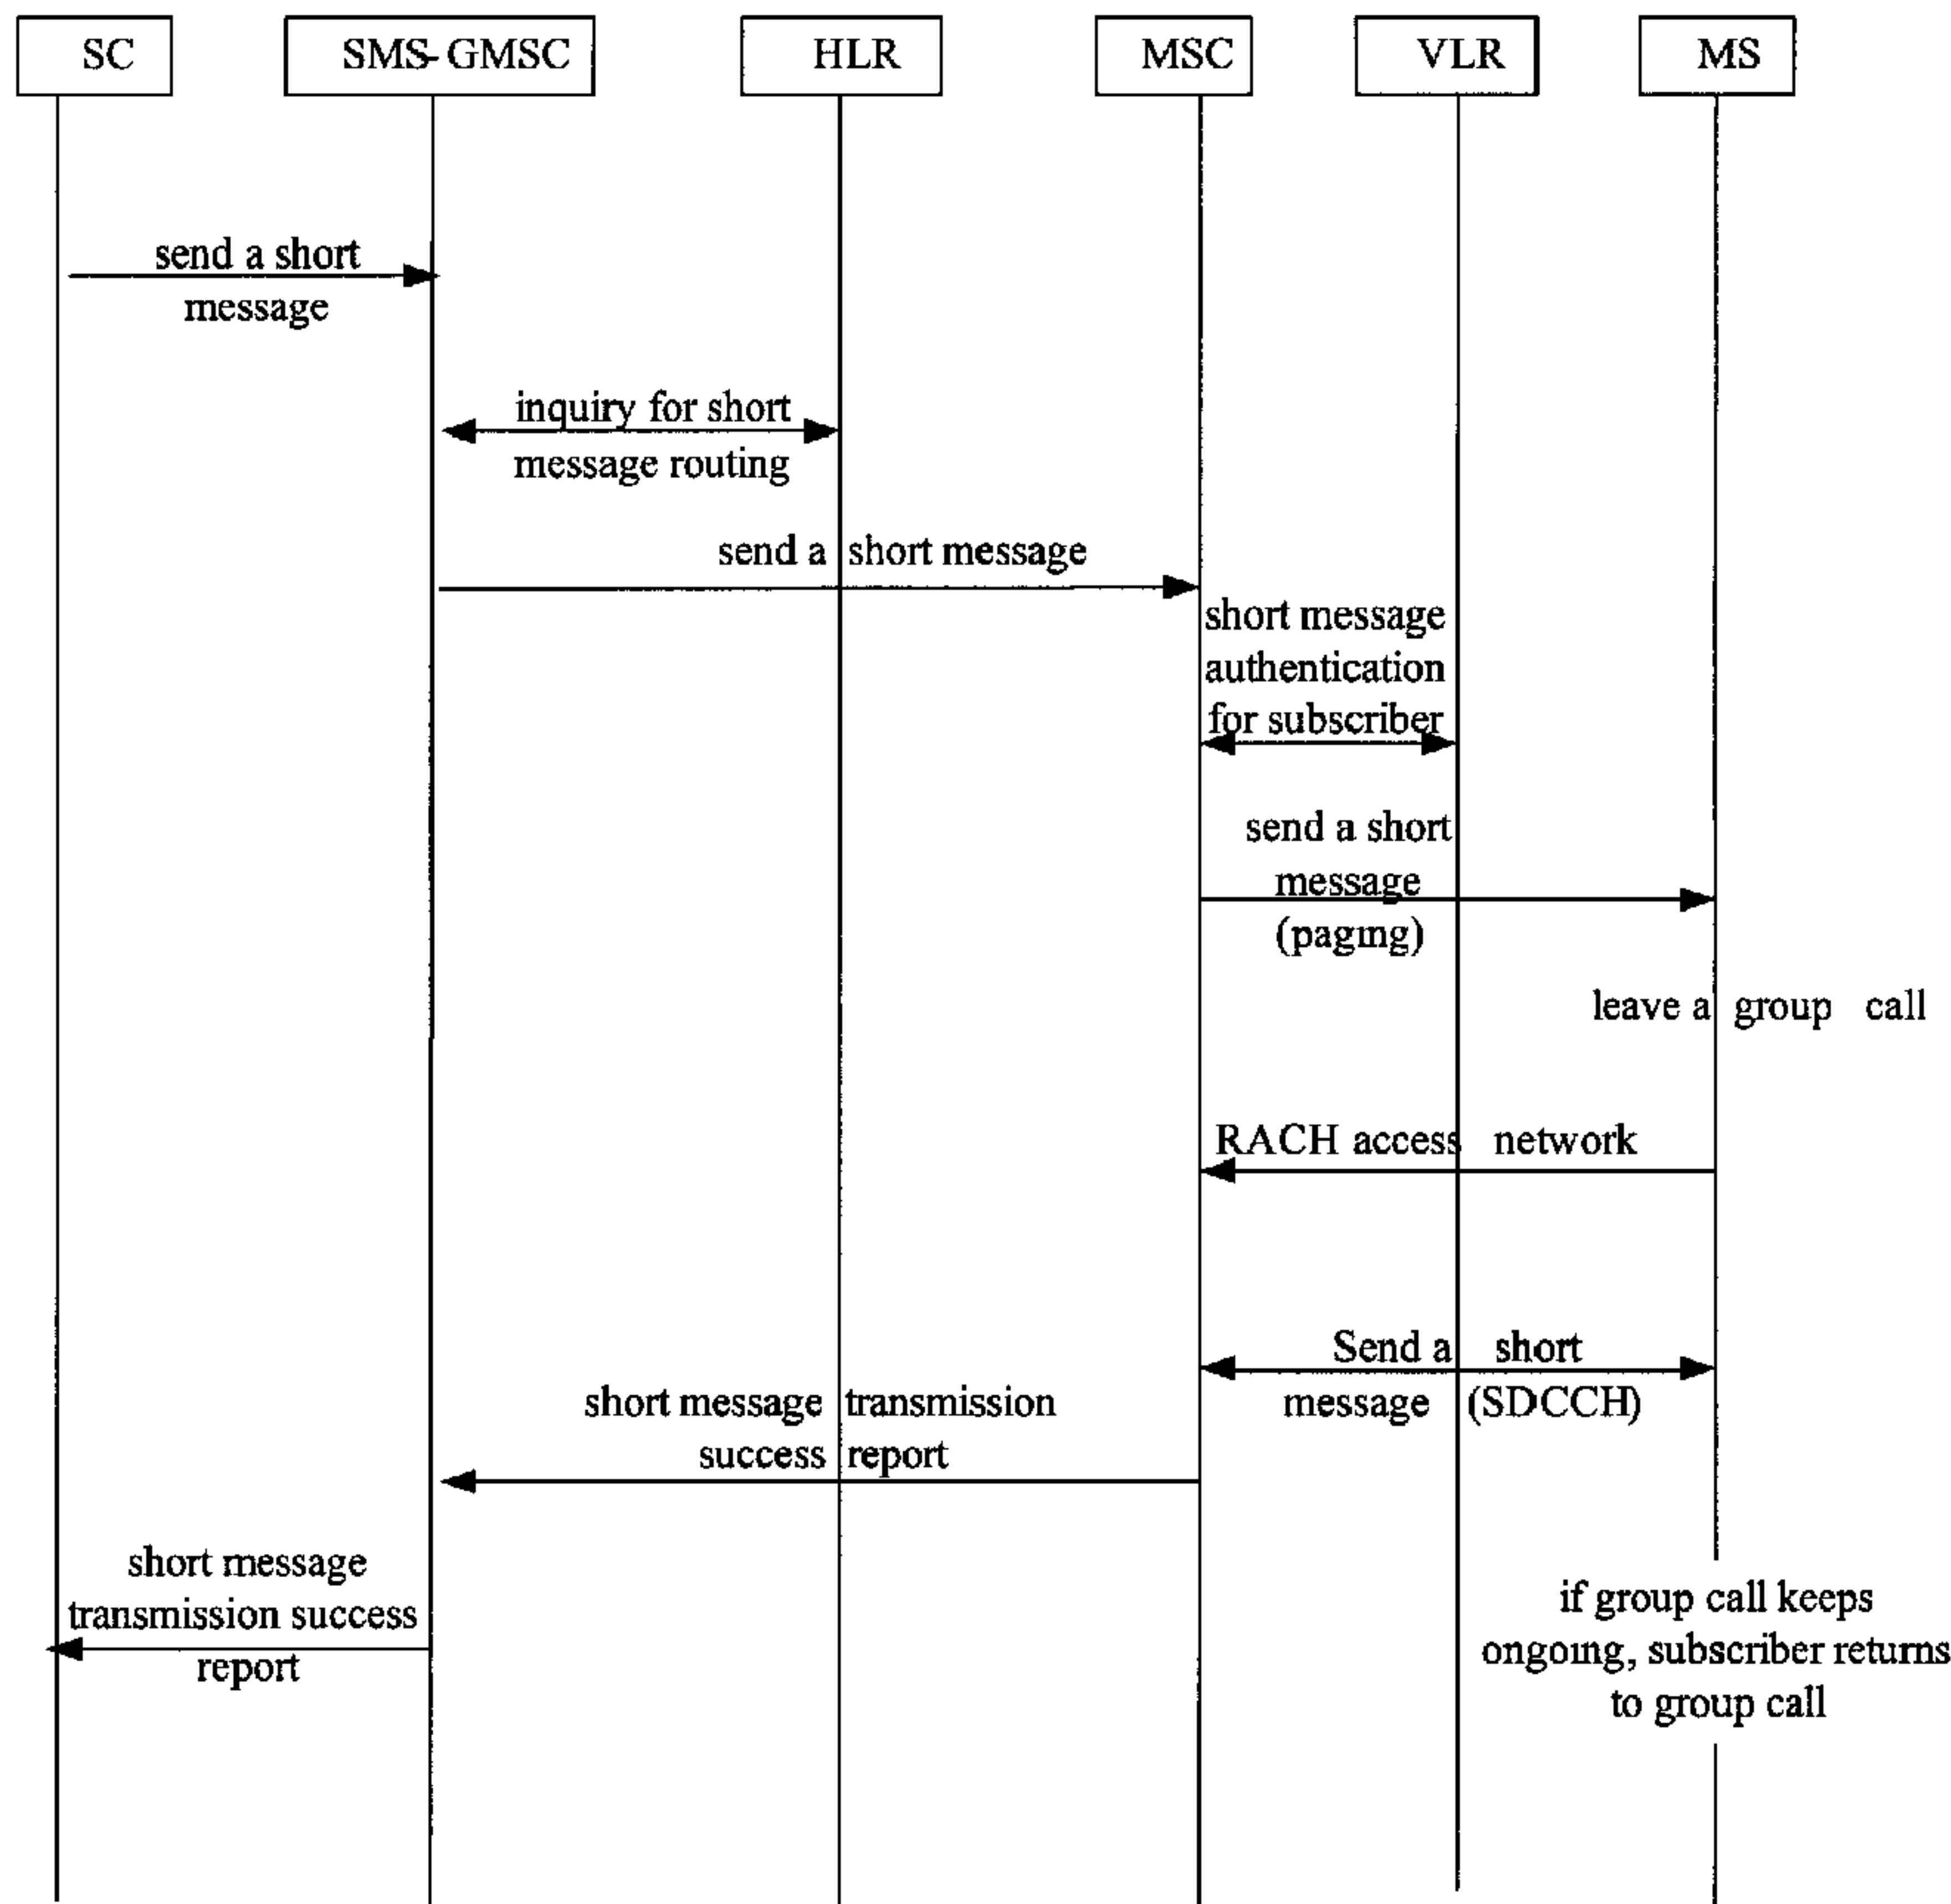 SC
SMS-GMSC
HLR
MSC
VLR
MS
send a short
message
inquiry for short
message routing
send a short message
short message
authentication
for subscriber
send a short
message
(paging)
leave a group call
RACH access network
Send a short
message (SDCCH)
short message transmission
success report
short message
transmission success
report
if group call keeps
ongoing, subscriber returns
to group call